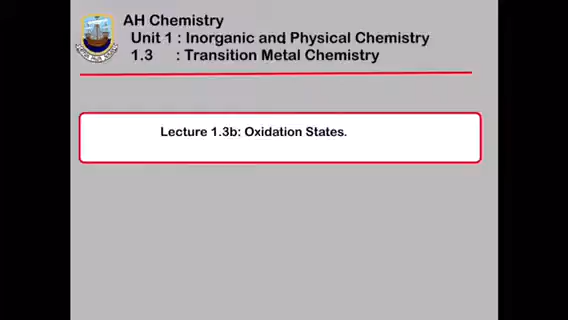 AH Chemistry
Unit 1 : Inorganic and Physical Chemistry
1.3 : Transition Metal Chemistry
Lecture 1.3b: Oxidation States.